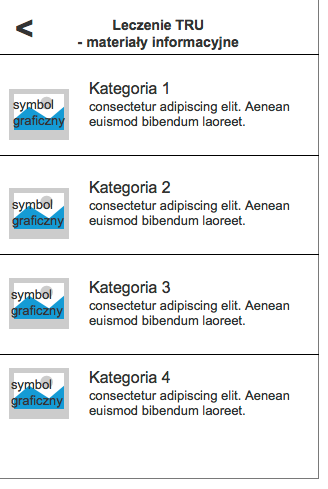 <
Leczenie TRU
- materiały informacyjne
symbol
graficzny
Kategoria 1
consectetur adipiscing elit. Aenean
euismod bibendum laoreet.
symbol
graficzny
Kategoria 2
consectetur adipiscing elit. Aenean
euismod bibendum laoreet.
symbol
graficzny
Kategoria 3
consectetur adipiscing elit. Aenean
euismod bibendum laoreet.
symbol
graficzny
Kategoria 4
consectetur adipiscing elit. Aenean
euismod bibendum laoreet.